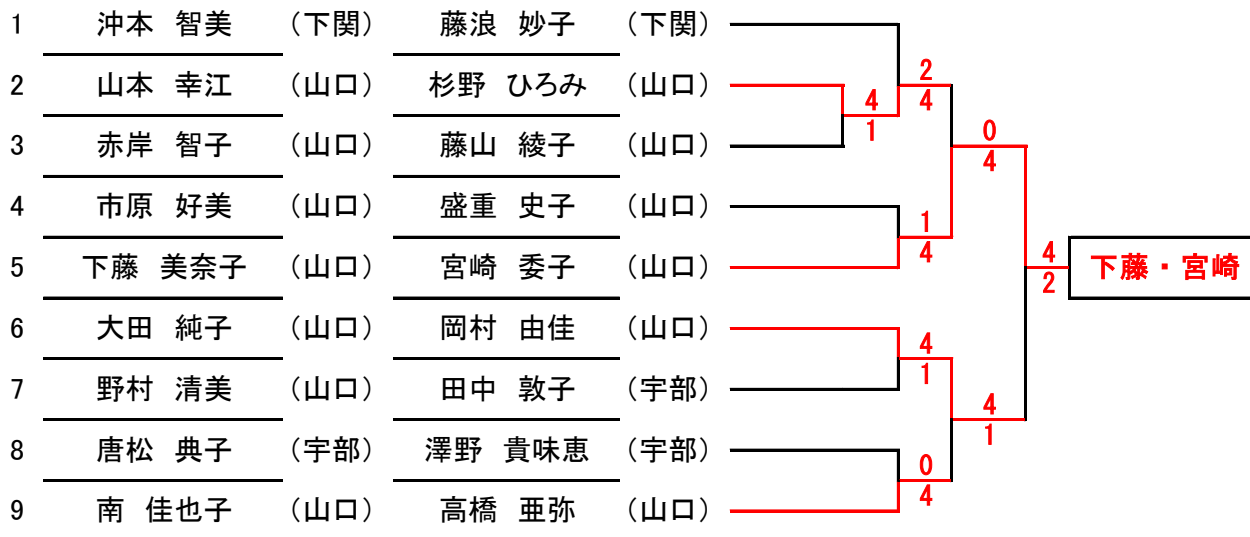 1 沖本 智美 （下関） 藤浪 妙子 （下関）
2 山本 幸江 （山口） 杉野 ひろみ （山口）
3 赤岸 智子 （山口） 藤山 綾子 （山口）
4 市原 好美 （山口） 盛重 史子 （山口）
5 下藤 美奈子 （山口） 宮崎 委子 （山口）
6 大田 純子 （山口） 岡村 由佳 （山口）
7 野村 清美 （山口） 田中 敦子 （宇部）
8 唐松 典子 （宇部） 澤野 貴味恵 （宇部）
9 南 佳也子 （山口） 高橋 亜弥 （山口）
4
1
2
4
1
4
4
1
0
4
0
4
4
1
4
2
下藤・宮崎